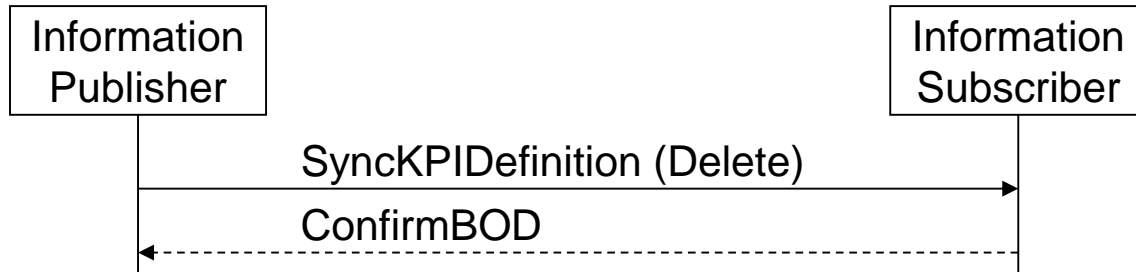 Information
Publisher
Information
Subscriber
SyncKPIDefinition (Delete)
ConfirmBOD